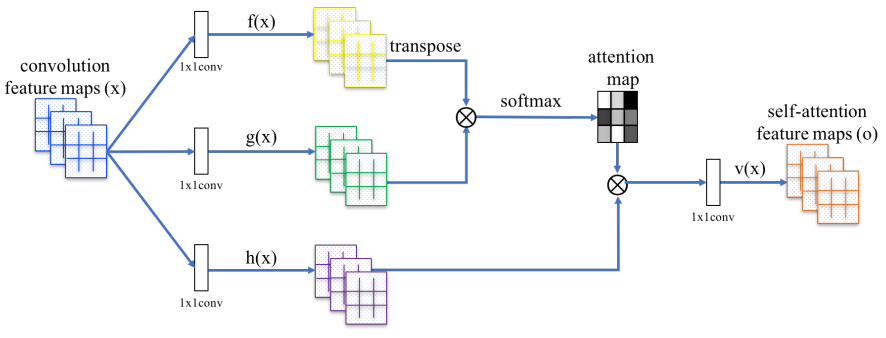 convolution
feature maps (x)
f(x)
1x1conv
transpose
g(x)
1x1conv
h(x)
1x1conv
softmax
attention
map
v(x)
1x1conv
self-attention
feature maps (o)